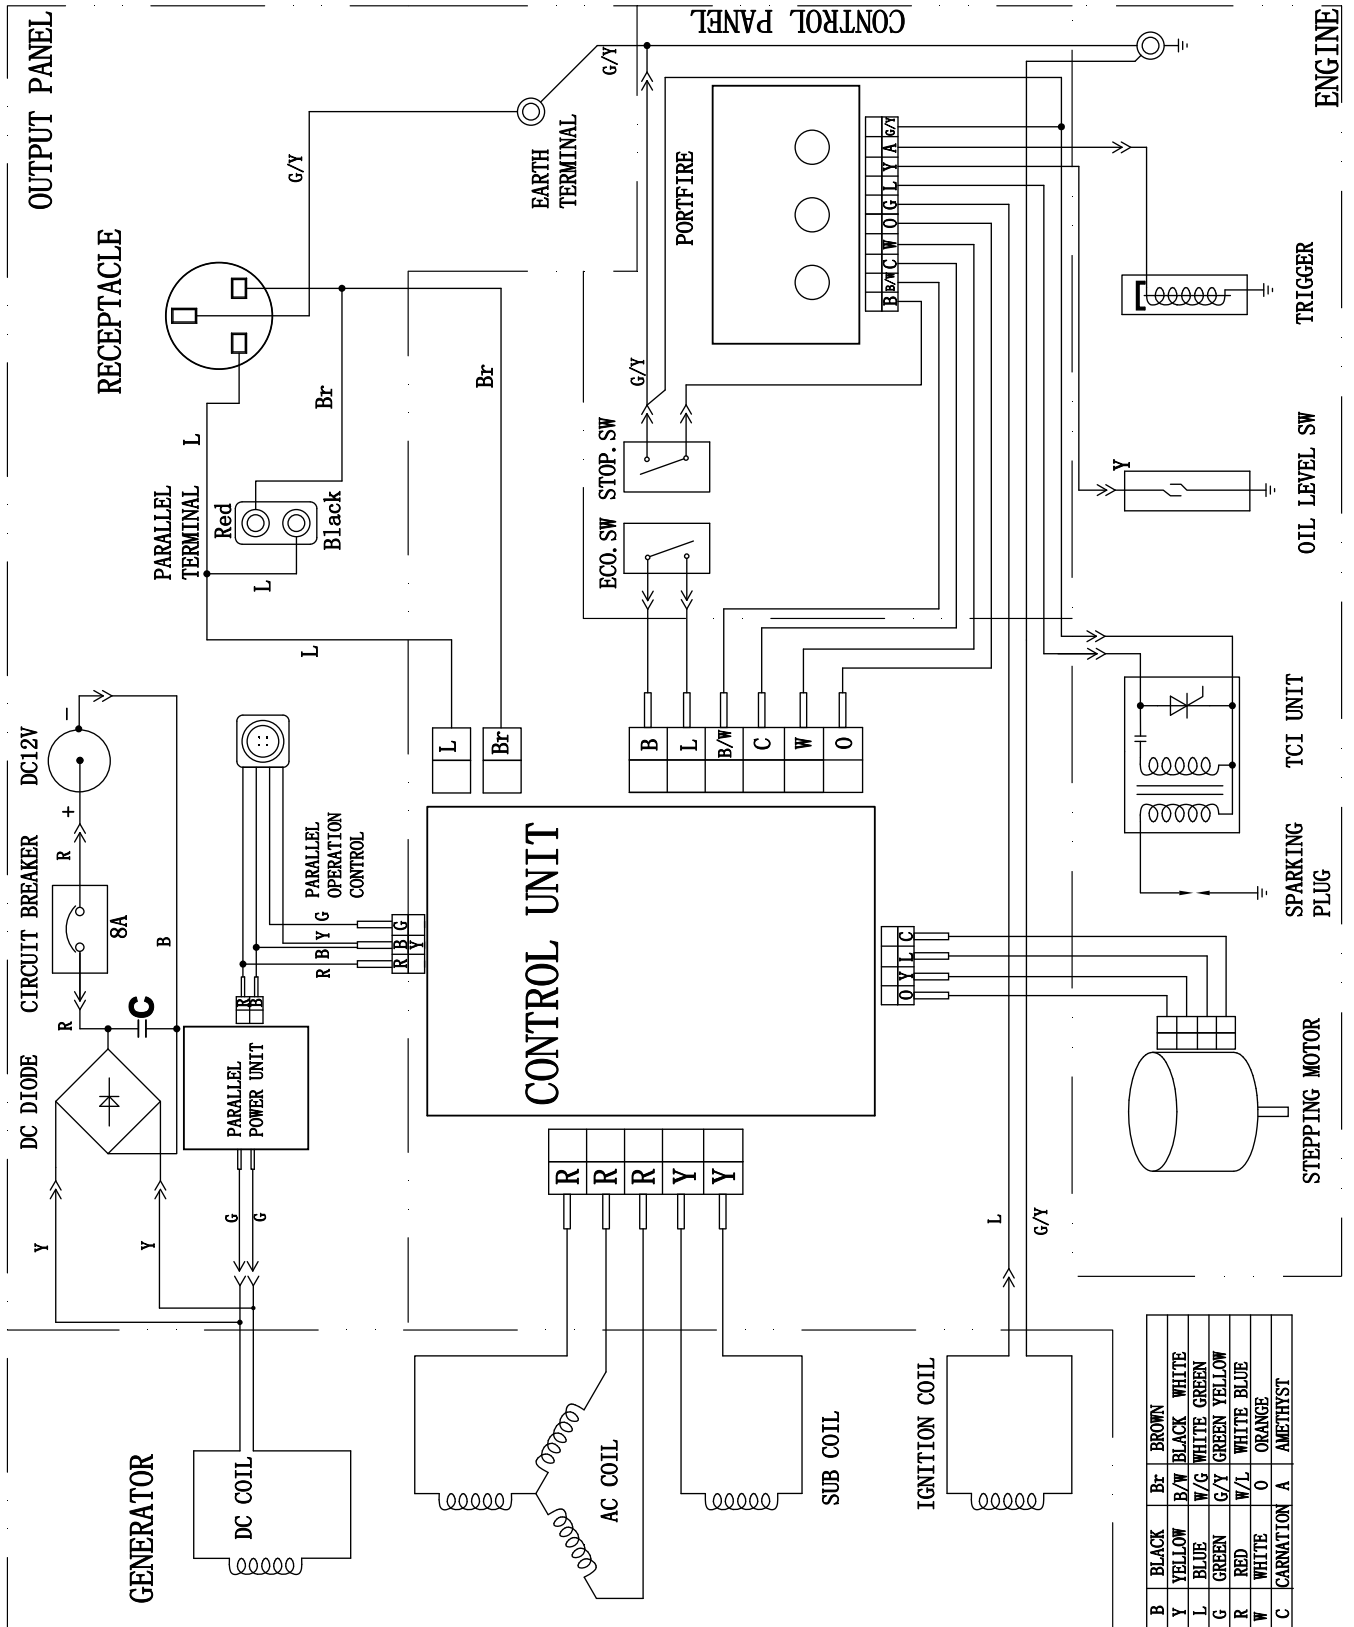 OUTPUT PANEL
CONTROL PANEL
ENGINE
RECEPTACLE
G/Y
G/Y
EARTH
TERMINAL
PORTFIRE
G/Y
A
Y
L
G
O
W
C
B/W
B
TRIGGER
L
Br
Br
G/Y
PARALLEL
TERMINAL
Red
Black
L
L
STOP.SW
ECO.SW
Y
OIL LEVEL SW
DC12V
-
+
R
CIRCUIT BREAKER
8A
B
R
C
PARALLEL
OPERATION
CONTROL
L
Br
B
L
B/W
C
W
O
TCI UNIT
SPARKING
PLUG
R B Y G
R
B
Y
G
R
B
CONTROL UNIT
C
L
Y
O
DC DIODE
PARALLEL
POWER UNIT
STEPPING MOTOR
Y
Y
G
G
R
R
R
Y
Y
L
G/Y
GENERATOR
DC COIL
AC COIL
SUB COIL
IGNITION COIL
B BLACK Br BROWN
Y YELLOW B/W BLACK WHITE
L BLUE W/G WHITE GREEN
G GREEN G/Y GREEN YELLOW
R RED W/L WHITE BLUE
W WHITE O ORANGE
C CARNATION A AMETHYST